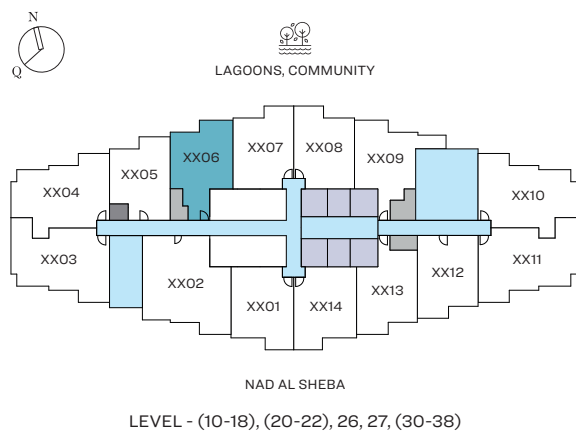 N
Q
LAGOONS, COMMUNITY
XX07 XX08
XX06 XX09
XX05
XX04 XX10
XX03 XX11
XX02 XX12
XX13
XX01 XX14
NAD AL SHEBA
LEVEL - (10-18), (20-22), 26, 27, (30-38)